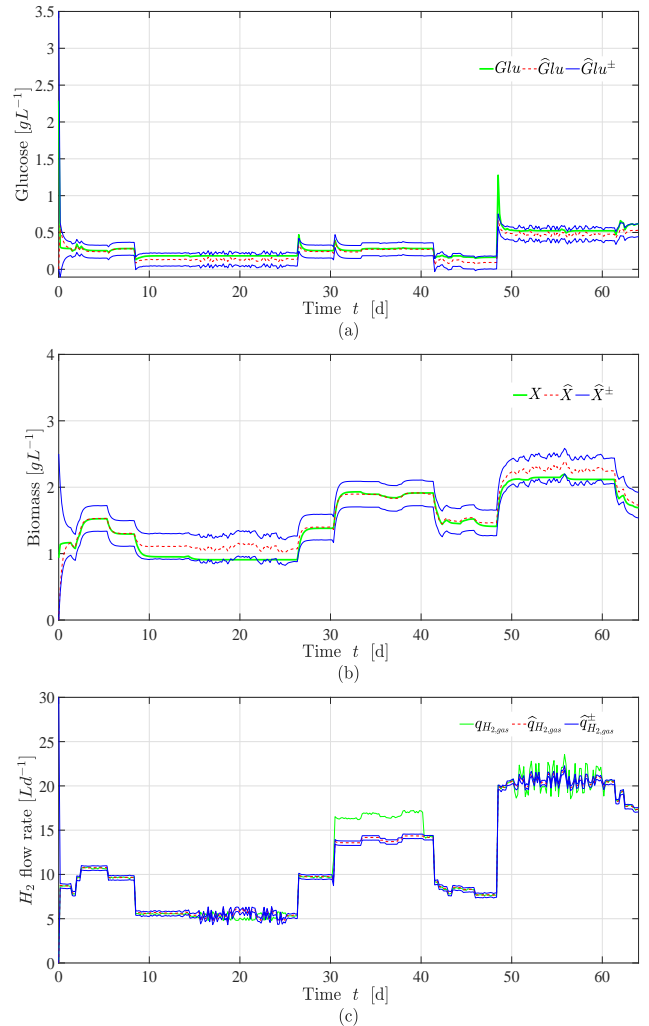 3.5
3
2.5
2
1.5
1
0.5
0
Glucose [gL⁻¹]
Glu  Ĝlu  Ĝlu±
0 10 20 30 40 50 60
Time t [d]
(a)
4
3
2
1
0
Biomass [gL⁻¹]
X  X̂  X̂±
0 10 20 30 40 50 60
Time t [d]
(b)
30
25
20
15
10
5
0
H₂ flow rate [Ld⁻¹]
q_{H₂,gas}  q̂_{H₂,gas}  q̂±_{H₂,gas}
0 10 20 30 40 50 60
Time t [d]
(c)